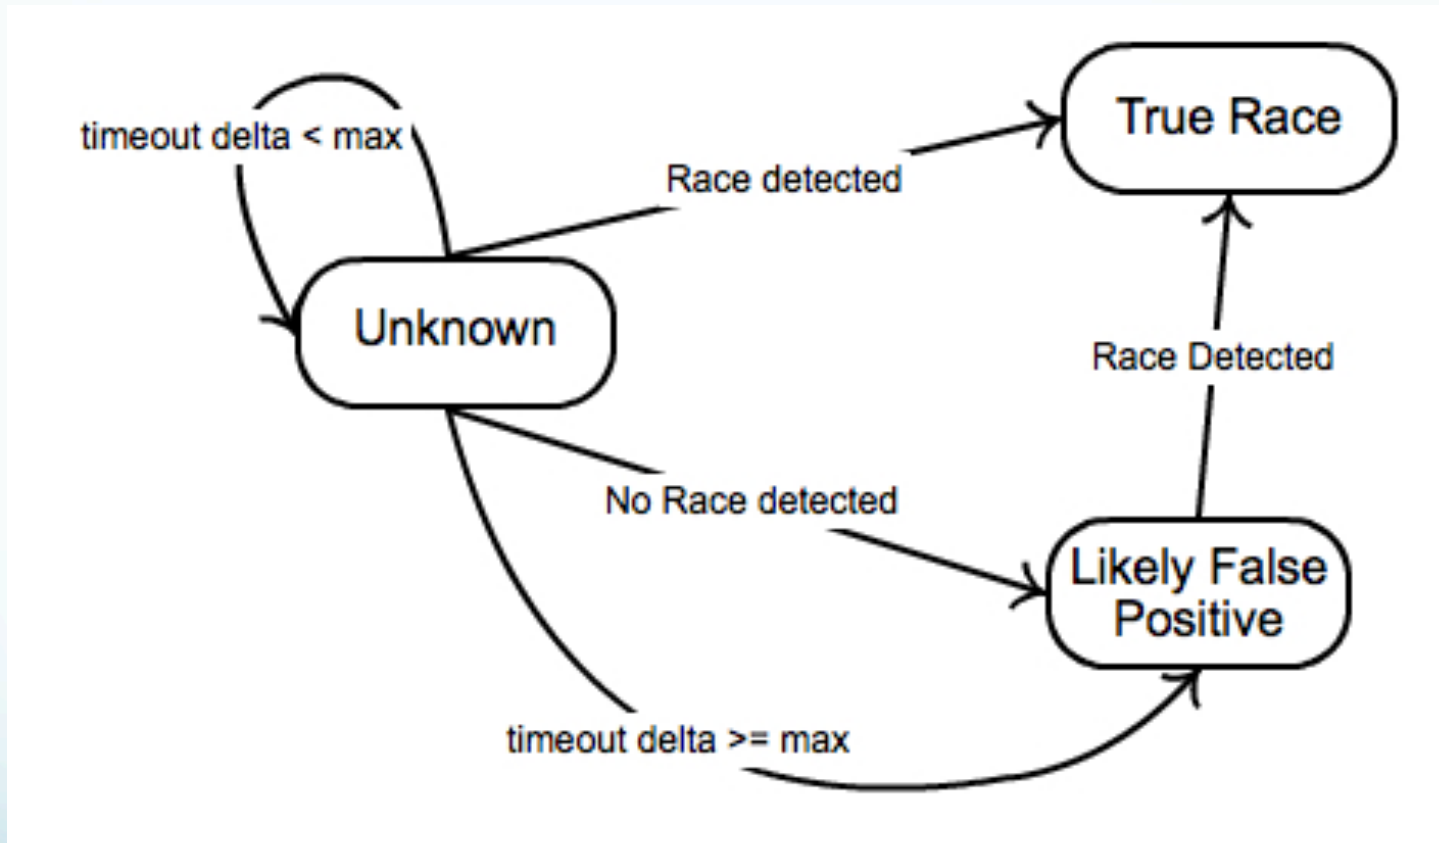 True Race
timeout delta < max
Race detected
Unknown
Race Detected
No Race detected
Likely False
Positive
timeout delta >= max